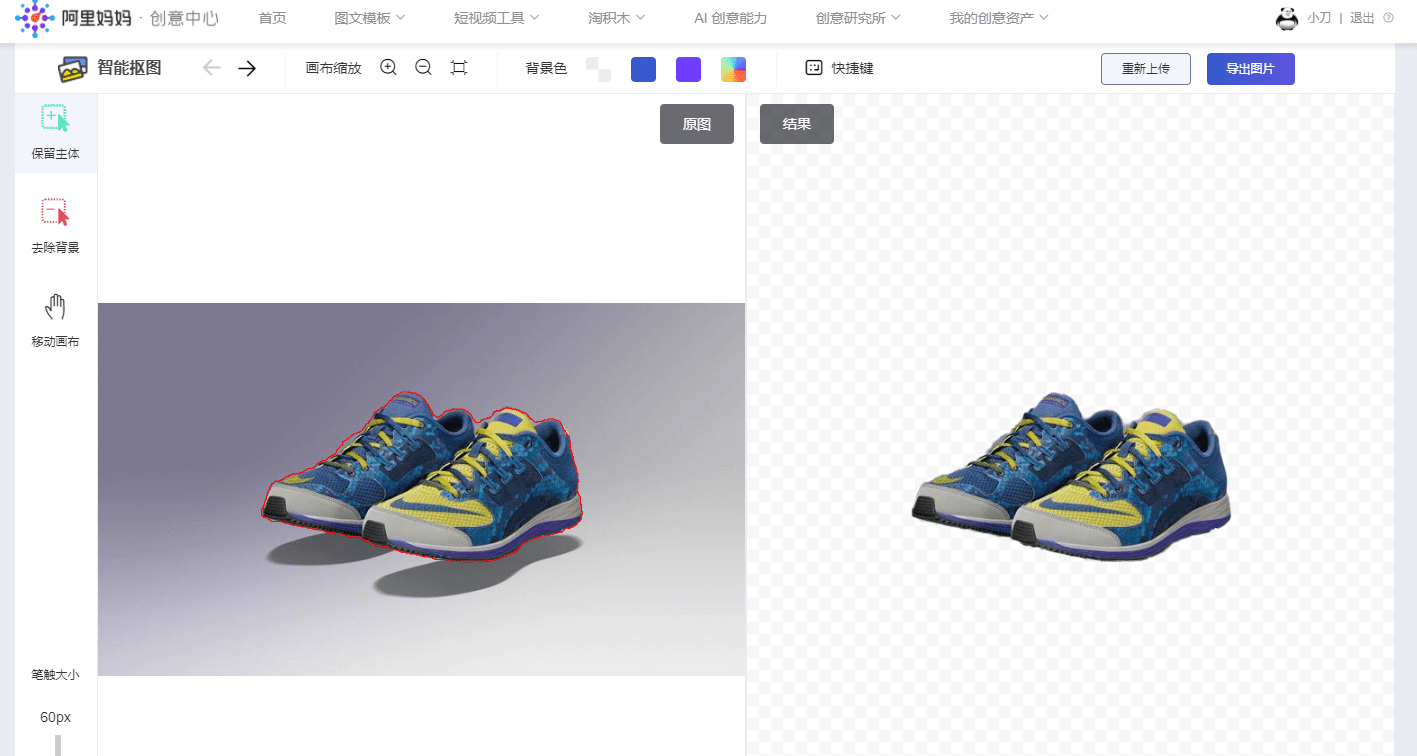 阿里妈妈 · 创意中心 首页 图文模板 短视频工具 淘积木 AI 创意能力 创意研究所 我的创意资产 小刀 | 退出
智能抠图 画布缩放 背景色 快捷键 重新上传 导出图片
保留主体
去除背景
移动画布
笔触大小
60px
原图 结果